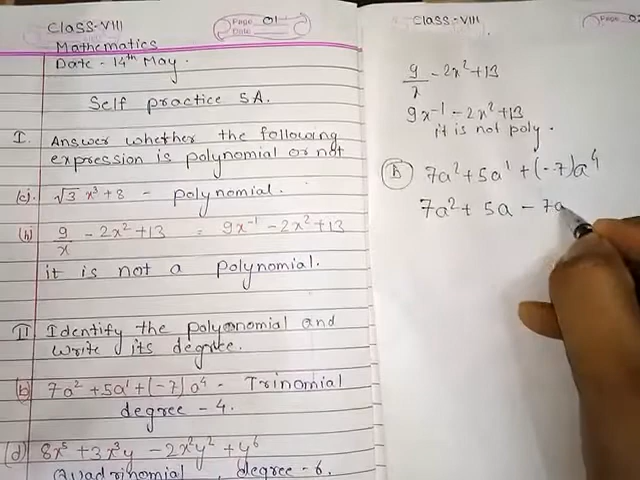 Class-VIII
Page 01
Date
Mathematics
Date - 14th May.
Self practice 5A.
I. Answer whether the following
expression is polynomial or not
(c). √3 x³ + 8 - polynomial.
(h) 9/x - 2x² + 13 = 9x⁻¹ - 2x² + 13
it is not a polynomial.
II Identify the polynomial and
write its degree.
(b) 7a² + 5a¹ + (-7) a⁴ - Trinomial
degree - 4.
(d) 8x⁵ + 3x³y - 2x²y² + y⁶
Quadrinomial, degree - 6.
Class-VIII
Page
9/x - 2x² + 13
9x⁻¹ - 2x² + 13
it is not poly.
(b) 7a² + 5a¹ + (-7)a⁴
7a² + 5a - 7a